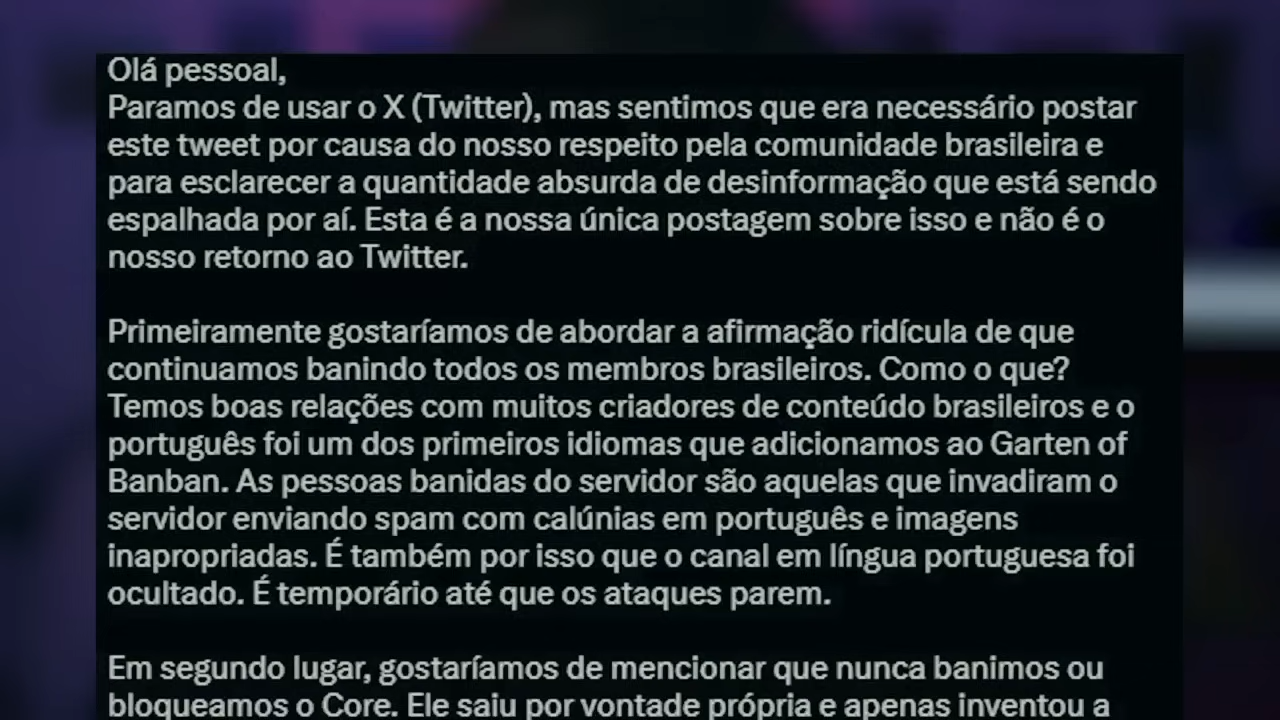 Olá pessoal,
Paramos de usar o X (Twitter), mas sentimos que era necessário postar
este tweet por causa do nosso respeito pela comunidade brasileira e
para esclarecer a quantidade absurda de desinformação que está sendo
espalhada por aí. Esta é a nossa única postagem sobre isso e não é o
nosso retorno ao Twitter.
Primeiramente gostaríamos de abordar a afirmação ridícula de que
continuamos banindo todos os membros brasileiros. Como o que?
Temos boas relações com muitos criadores de conteúdo brasileiros e o
português foi um dos primeiros idiomas que adicionamos ao Garten of
Banban. As pessoas banidas do servidor são aquelas que invadiram o
servidor enviando spam com calúnias em português e imagens
inapropriadas. É também por isso que o canal em língua portuguesa foi
ocultado. É temporário até que os ataques parem.
Em segundo lugar, gostaríamos de mencionar que nunca banimos ou
bloqueamos o Core. Ele saiu por vontade própria e apenas inventou a